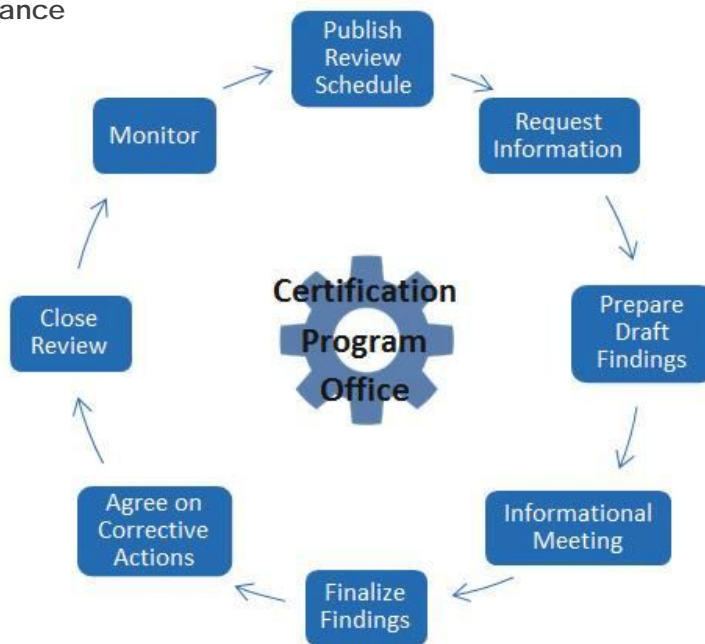 ance
Publish
Review
Schedule
Request
Information
Prepare
Draft
Findings
Informational
Meeting
Finalize
Findings
Agree on
Corrective
Actions
Close
Review
Monitor
Certification
Program
Office